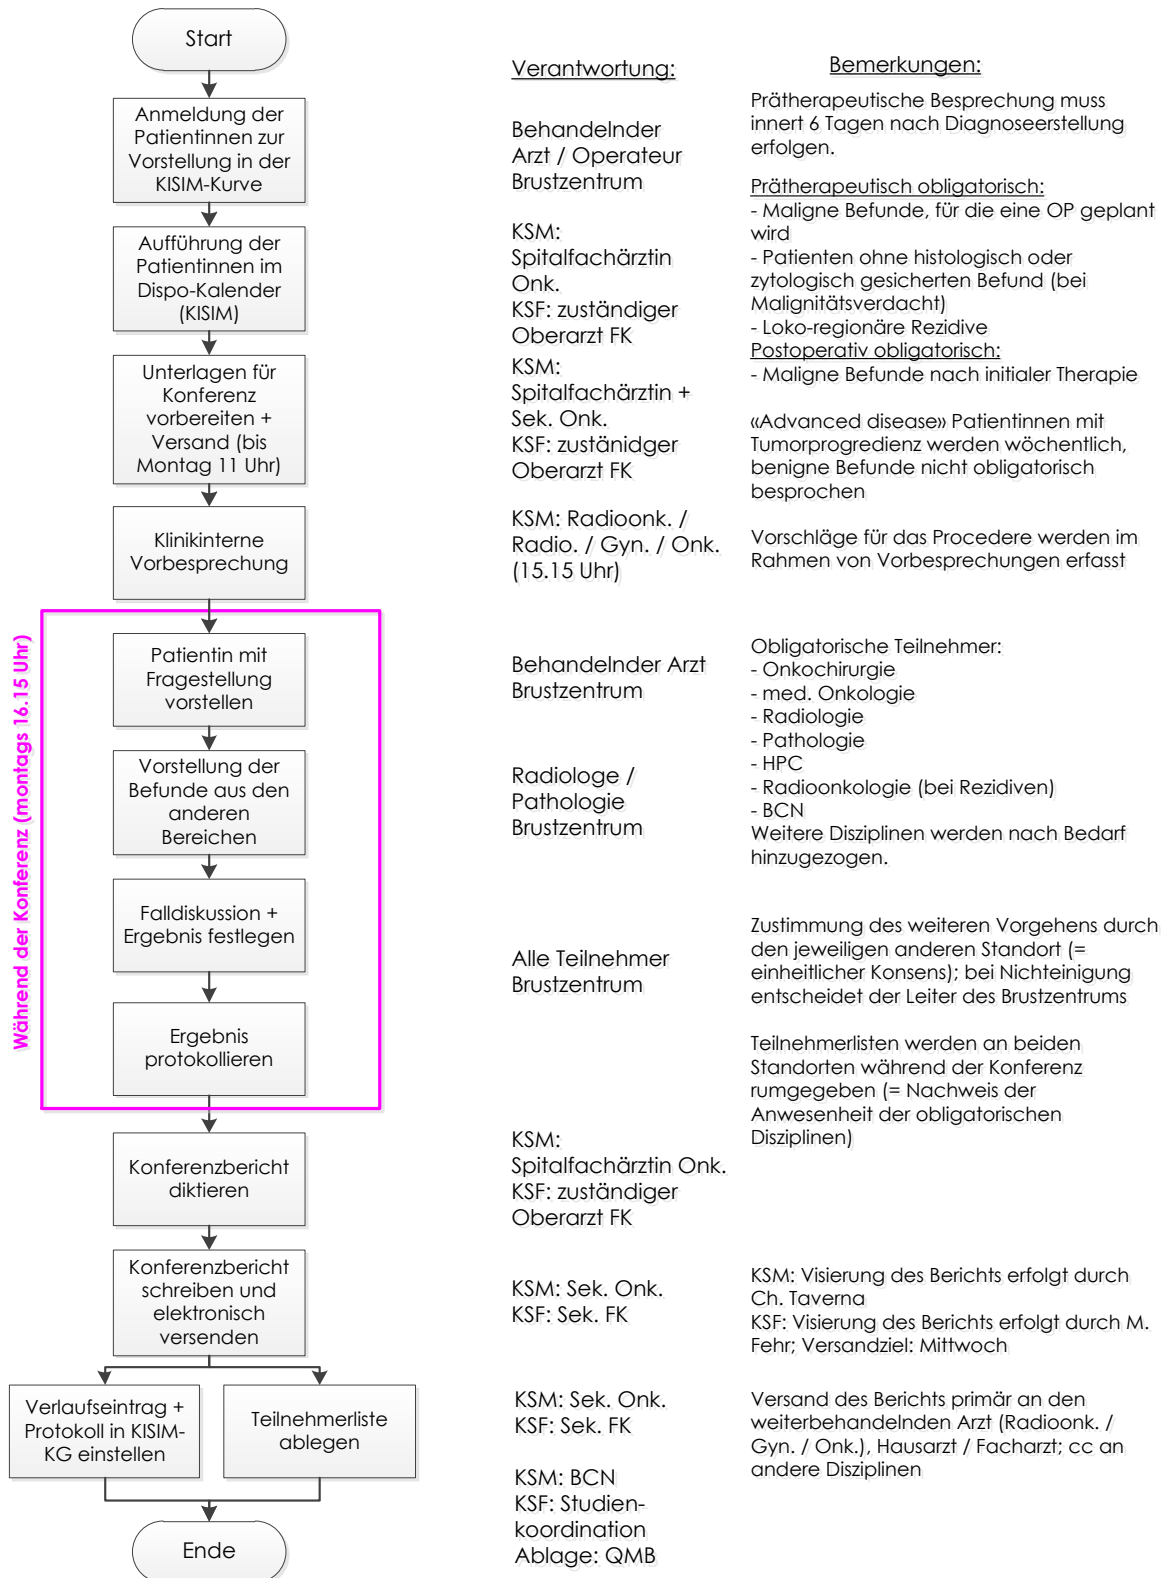 Start
Anmeldung der
Patientinnen zur
Vorstellung in der
KISIM-Kurve
Aufführung der
Patientinnen im
Dispo-Kalender
(KISIM)
Unterlagen für
Konferenz
vorbereiten +
Versand (bis
Montag 11 Uhr)
Klinikinterne
Vorbesprechung
Während der Konferenz (montags 16.15 Uhr)
Patientin mit
Fragestellung
vorstellen
Vorstellung der
Befunde aus den
anderen
Bereichen
Falldiskussion +
Ergebnis festlegen
Ergebnis
protokollieren
Konferenzbericht
diktieren
Konferenzbericht
schreiben und
elektronisch
versenden
Verlaufseintrag +
Protokoll in KISIM-
KG einstellen
Teilnehmerliste
ablegen
Ende
Verantwortung:
Behandelnder
Arzt / Operateur
Brustzentrum
KSM:
Spitalfachärztin
Onk.
KSF: zuständiger
Oberarzt FK
KSM:
Spitalfachärztin +
Sek. Onk.
KSF: zustänidger
Oberarzt FK
KSM: Radioonk. /
Radio. / Gyn. / Onk.
(15.15 Uhr)
Behandelnder Arzt
Brustzentrum
Radiologe /
Pathologie
Brustzentrum
Alle Teilnehmer
Brustzentrum
KSM:
Spitalfachärztin Onk.
KSF: zuständiger
Oberarzt FK
KSM: Sek. Onk.
KSF: Sek. FK
KSM: Sek. Onk.
KSF: Sek. FK
KSM: BCN
KSF: Studien-
koordination
Ablage: QMB
Bemerkungen:
Prätherapeutische Besprechung muss
innert 6 Tagen nach Diagnoseerstellung
erfolgen.
Prätherapeutisch obligatorisch:
- Maligne Befunde, für die eine OP geplant
wird
- Patienten ohne histologisch oder
zytologisch gesicherten Befund (bei
Malignitätsverdacht)
- Loko-regionäre Rezidive
Postoperativ obligatorisch:
- Maligne Befunde nach initialer Therapie
«Advanced disease» Patientinnen mit
Tumorprogredienz werden wöchentlich,
benigne Befunde nicht obligatorisch
besprochen
Vorschläge für das Procedere werden im
Rahmen von Vorbesprechungen erfasst
Obligatorische Teilnehmer:
- Onkochirurgie
- med. Onkologie
- Radiologie
- Pathologie
- HPC
- Radioonkologie (bei Rezidiven)
- BCN
Weitere Disziplinen werden nach Bedarf
hinzugezogen.
Zustimmung des weiteren Vorgehens durch
den jeweiligen anderen Standort (=
einheitlicher Konsens); bei Nichteinigung
entscheidet der Leiter des Brustzentrums
Teilnehmerlisten werden an beiden
Standorten während der Konferenz
rumgegeben (= Nachweis der
Anwesenheit der obligatorischen
Disziplinen)
KSM: Visierung des Berichts erfolgt durch
Ch. Taverna
KSF: Visierung des Berichts erfolgt durch M.
Fehr; Versandziel: Mittwoch
Versand des Berichts primär an den
weiterbehandelnden Arzt (Radioonk. /
Gyn. / Onk.), Hausarzt / Facharzt; cc an
andere Disziplinen